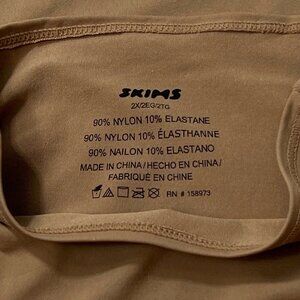 SKIMS
2X/2EG/2TG
90% NYLON 10% ELASTANE
90% NYLON 10% ÉLASTHANNE
90% NAILON 10% ELASTANO
MADE IN CHINA/HECHO EN CHINA/
FABRIQUÉ EN CHINE
RN # 158973